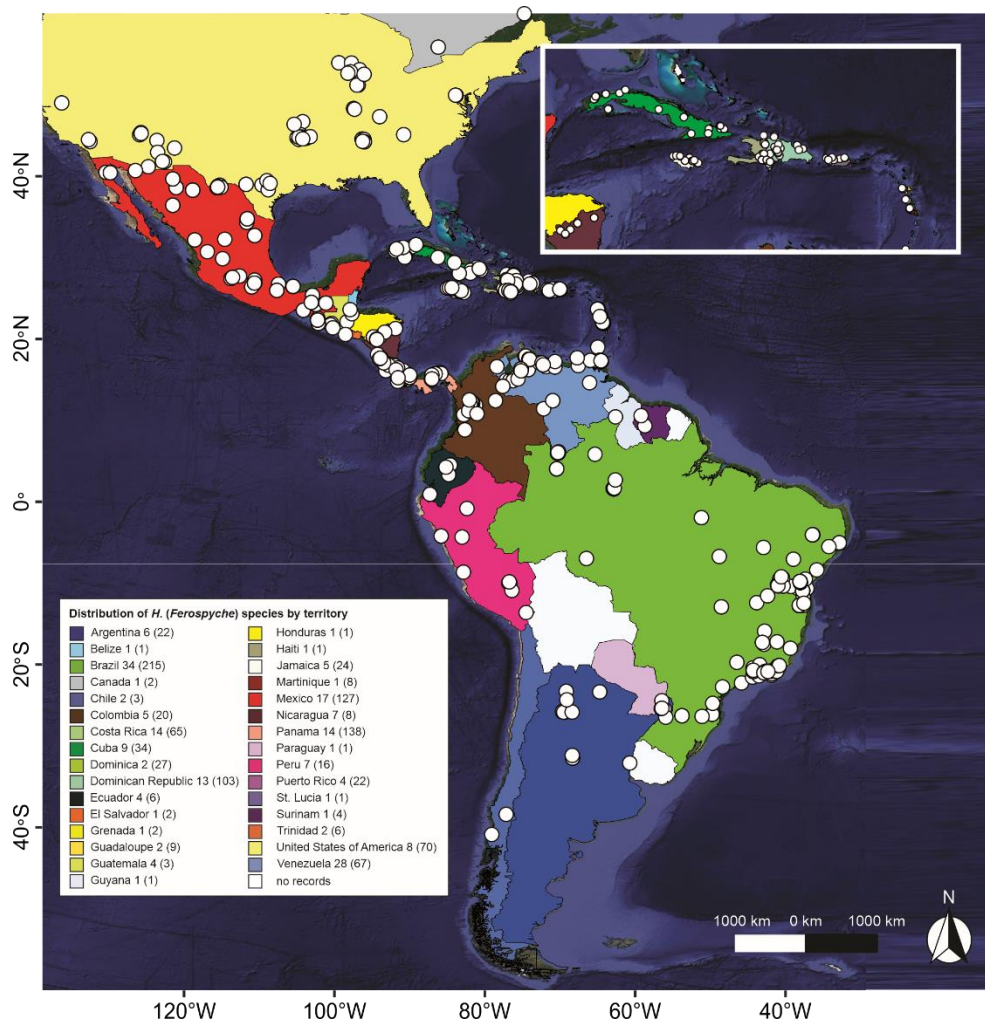 40°N
20°N
0°
20°S
40°S
Distribution of H. (Ferospyche) species by territory
Argentina 6 (22)
Belize 1 (1)
Brazil 34 (215)
Canada 1 (2)
Chile 2 (3)
Colombia 5 (20)
Costa Rica 14 (65)
Cuba 9 (34)
Dominica 2 (27)
Dominican Republic 13 (103)
Ecuador 4 (6)
El Salvador 1 (2)
Grenada 1 (2)
Guadaloupe 2 (9)
Guatemala 4 (3)
Guyana 1 (1)
Honduras 1 (1)
Haiti 1 (1)
Jamaica 5 (24)
Martinique 1 (8)
Mexico 17 (127)
Nicaragua 7 (8)
Panama 14 (138)
Paraguay 1 (1)
Peru 7 (16)
Puerto Rico 4 (22)
St. Lucia 1 (1)
Surinam 1 (4)
Trinidad 2 (6)
United States of America 8 (70)
Venezuela 28 (67)
no records
N
1000 km 0 km 1000 km
120°W 100°W 80°W 60°W 40°W